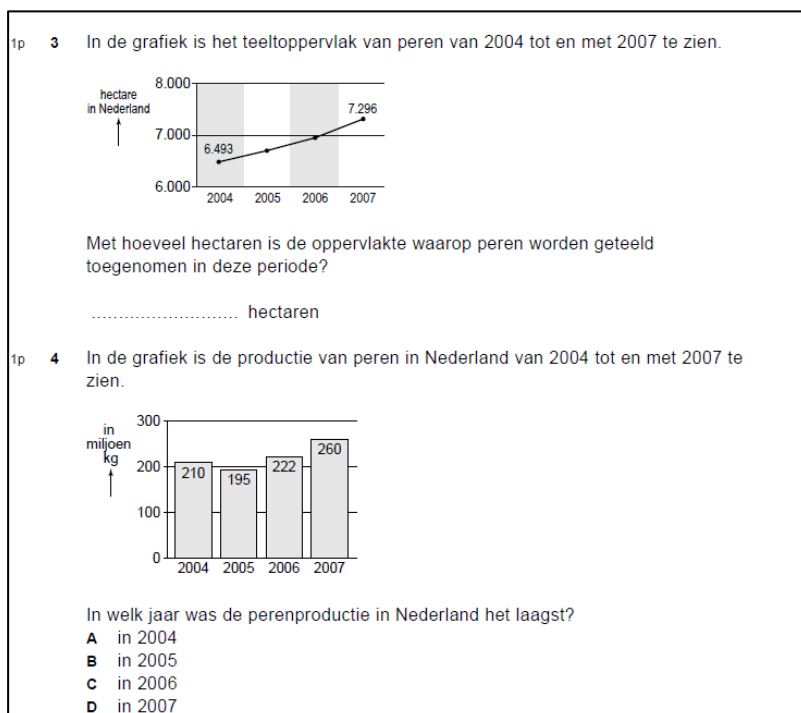 1p 3 In de grafiek is het teeltoppervlak van peren van 2004 tot en met 2007 te zien.
hectare
in Nederland
8.000
7.000
6.000
6.493
7.296
2004 2005 2006 2007
Met hoeveel hectaren is de oppervlakte waarop peren worden geteeld
toegenomen in deze periode?
........................... hectaren
1p 4 In de grafiek is de productie van peren in Nederland van 2004 tot en met 2007 te
zien.
in
miljoen
kg
300
200
100
0
210 195 222 260
2004 2005 2006 2007
In welk jaar was de perenproductie in Nederland het laagst?
A in 2004
B in 2005
C in 2006
D in 2007